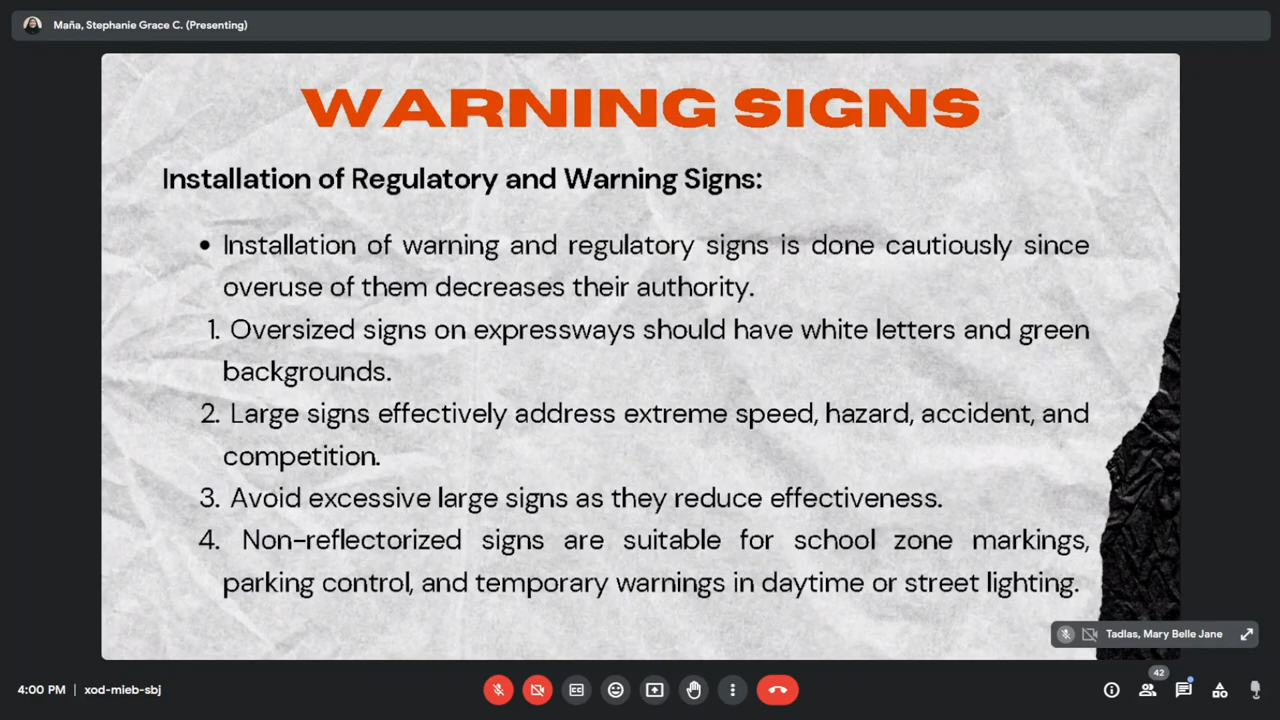 Maña, Stephanie Grace C. (Presenting)
WARNING SIGNS
Installation of Regulatory and Warning Signs:
• Installation of warning and regulatory signs is done cautiously since
overuse of them decreases their authority.
1. Oversized signs on expressways should have white letters and green
backgrounds.
2. Large signs effectively address extreme speed, hazard, accident, and
competition.
3. Avoid excessive large signs as they reduce effectiveness.
4. Non-reflectorized signs are suitable for school zone markings,
parking control, and temporary warnings in daytime or street lighting.
Tadlas, Mary Belle Jane
4:00 PM | xod-mieb-sbj
CC
42